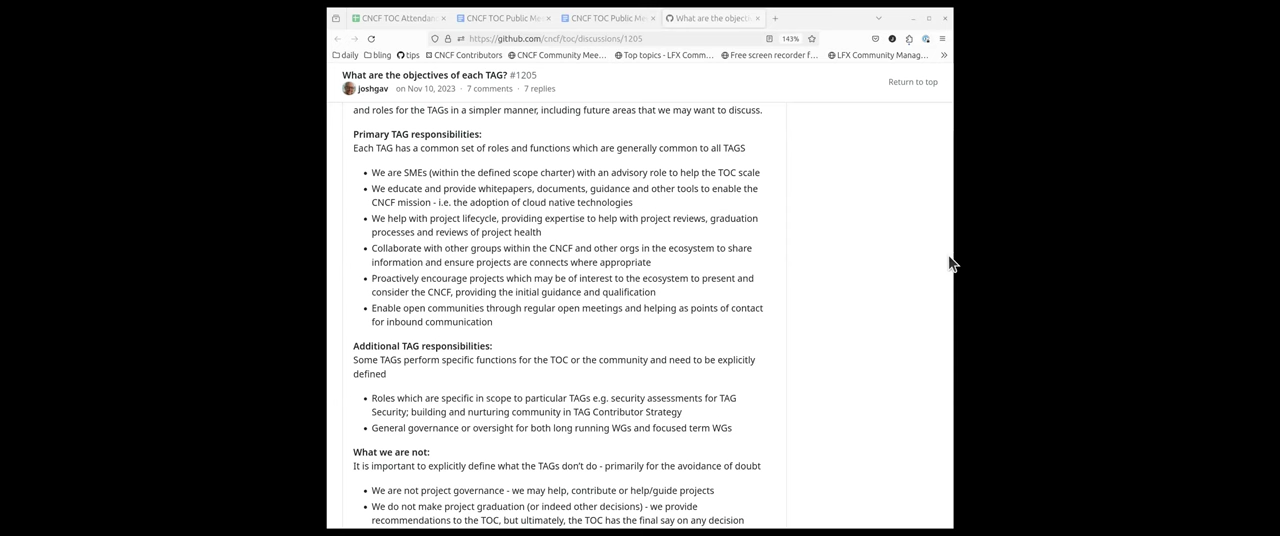 CNCF TOC Attendan
CNCF TOC Public Me
CNCF TOC Public Me
What are the objecti
https://github.com/cncf/toc/discussions/1205
143%
daily
bling
tips
CNCF Contributors
CNCF Community Mee…
Top topics - LFX Comm…
Free screen recorder f…
LFX Community Manag…
What are the objectives of each TAG? #1205
joshgav on Nov 10, 2023 · 7 comments · 7 replies
Return to top
and roles for the TAGs in a simpler manner, including future areas that we may want to discuss.
Primary TAG responsibilities:
Each TAG has a common set of roles and functions which are generally common to all TAGS
• We are SMEs (within the defined scope charter) with an advisory role to help the TOC scale
• We educate and provide whitepapers, documents, guidance and other tools to enable the
CNCF mission - i.e. the adoption of cloud native technologies
• We help with project lifecycle, providing expertise to help with project reviews, graduation
processes and reviews of project health
• Collaborate with other groups within the CNCF and other orgs in the ecosystem to share
information and ensure projects are connects where appropriate
• Proactively encourage projects which may be of interest to the ecosystem to present and
consider the CNCF, providing the initial guidance and qualification
• Enable open communities through regular open meetings and helping as points of contact
for inbound communication
Additional TAG responsibilities:
Some TAGs perform specific functions for the TOC or the community and need to be explicitly
defined
• Roles which are specific in scope to particular TAGs e.g. security assessments for TAG
Security; building and nurturing community in TAG Contributor Strategy
• General governance or oversight for both long running WGs and focused term WGs
What we are not:
It is important to explicitly define what the TAGs don't do - primarily for the avoidance of doubt
• We are not project governance - we may help, contribute or help/guide projects
• We do not make project graduation (or indeed other decisions) - we provide
recommendations to the TOC, but ultimately, the TOC has the final say on any decision